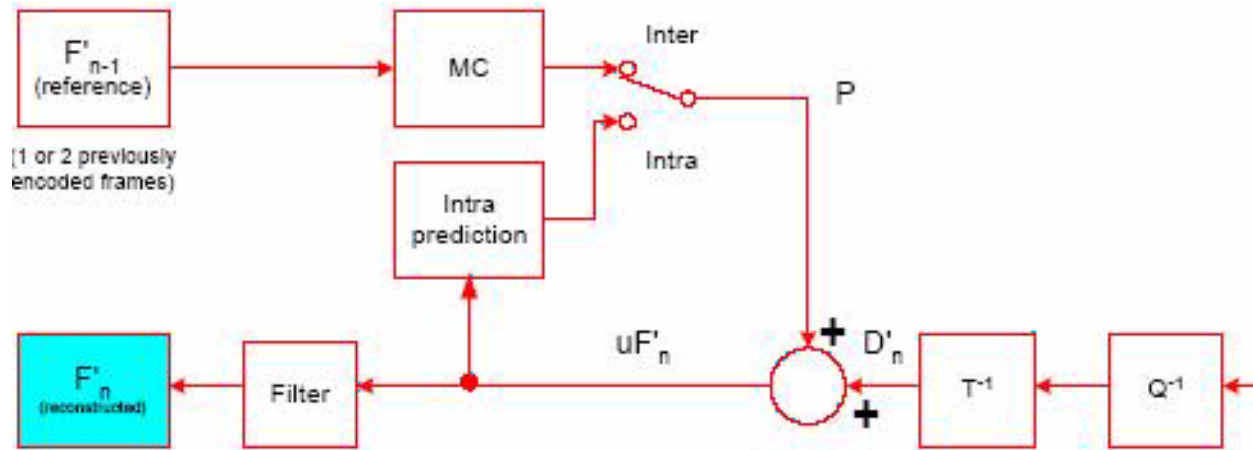 F'n-1
(reference)
(1 or 2 previously
encoded frames)
MC
Inter
P
Intra
Intra
prediction
F'n
(reconstructed)
Filter
uF'n
+
D'n
+
T-1
Q-1